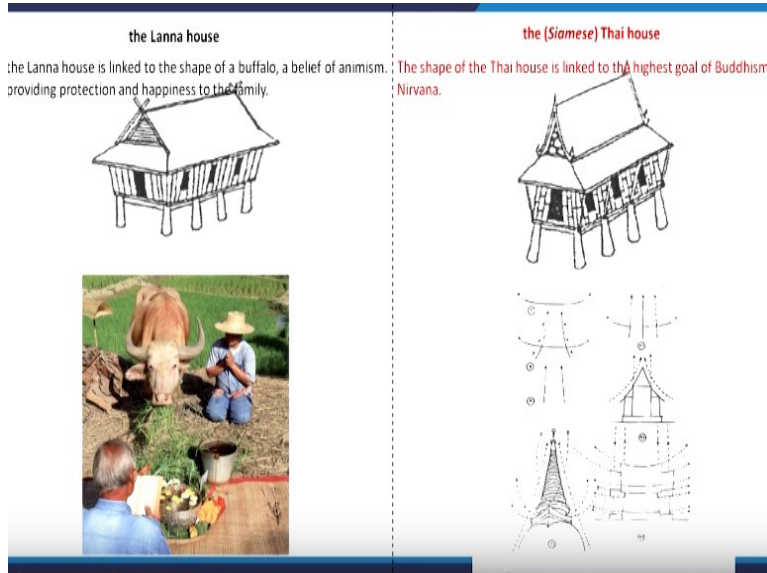 the Lanna house
the Lanna house is linked to the shape of a buffalo, a belief of animism.
providing protection and happiness to the family.
the (Siamese) Thai house
The shape of the Thai house is linked to the highest goal of Buddhism
Nirvana.